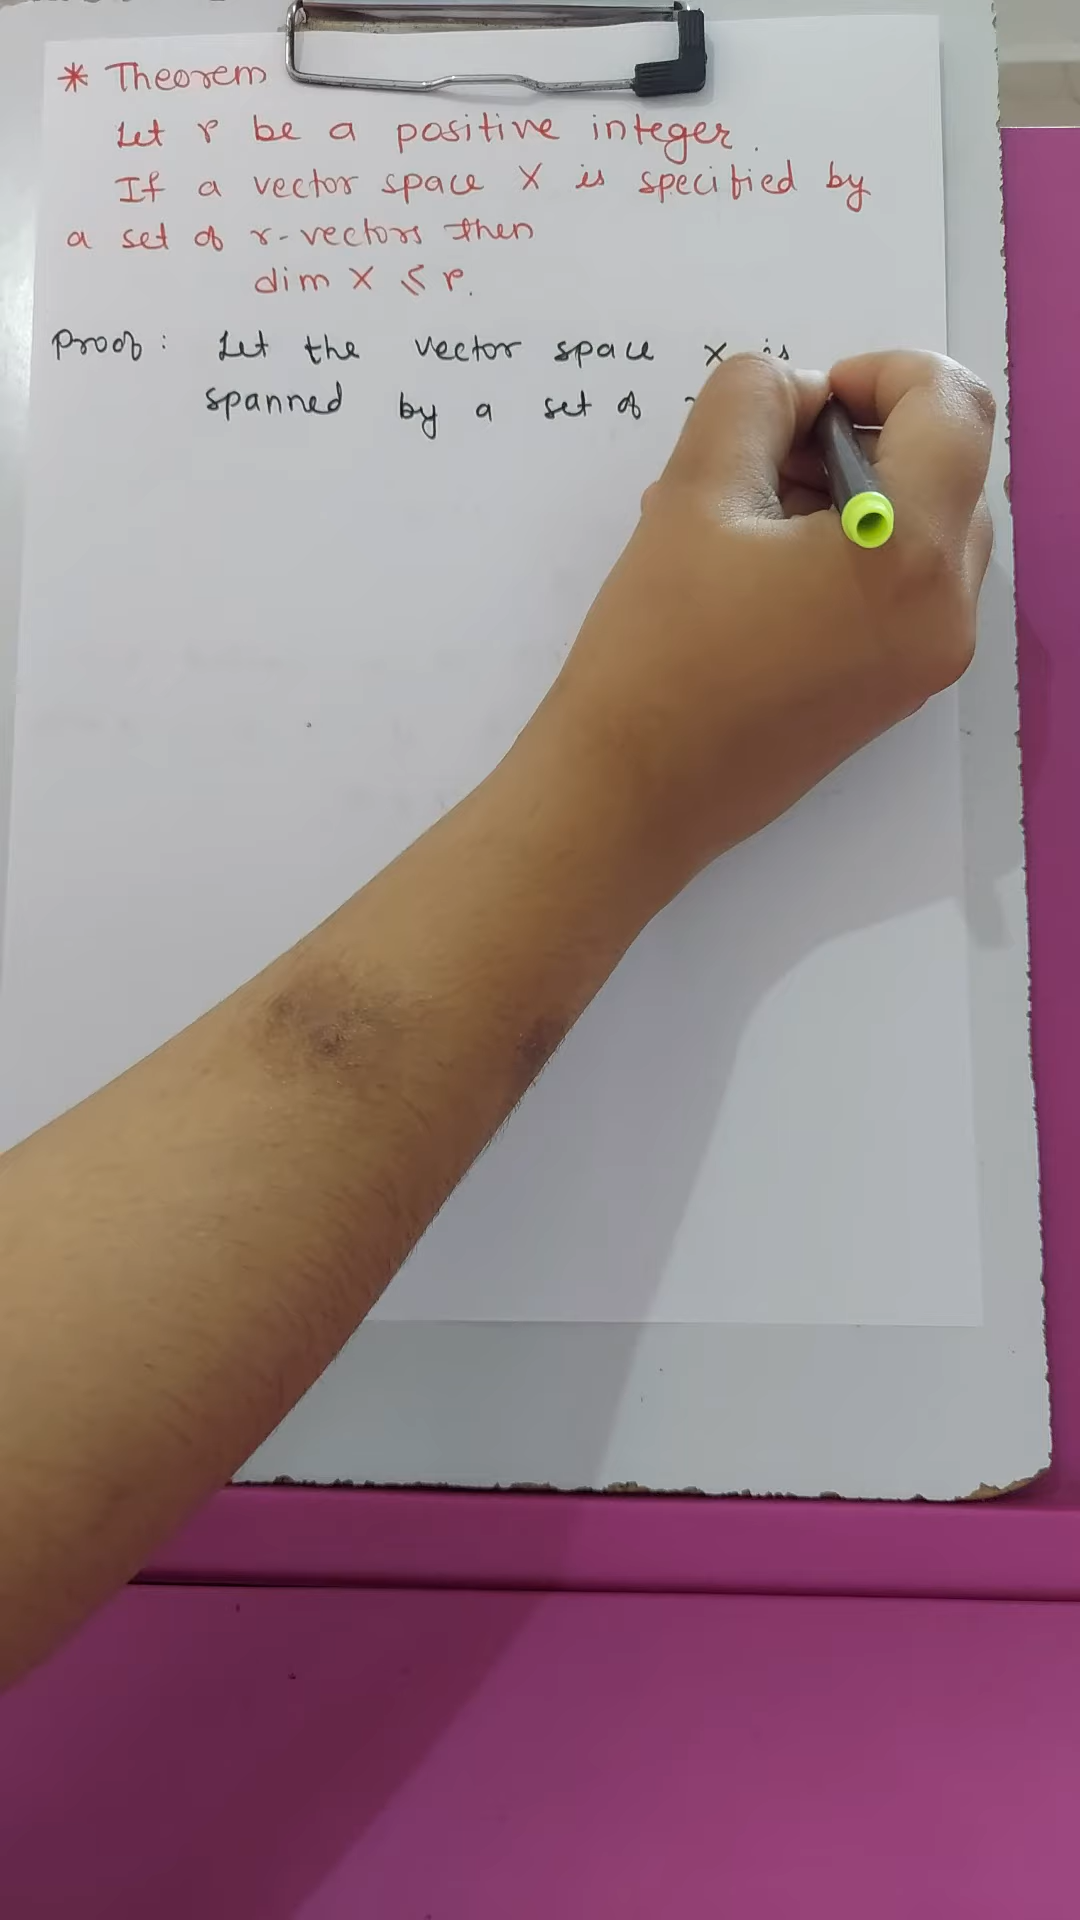 * Theorem
Let r be a positive integer.
If a vector space X is specified by
a set of r-vectors then
dim X ≤ r.
Proof : Let the vector space X is
spanned by a set of